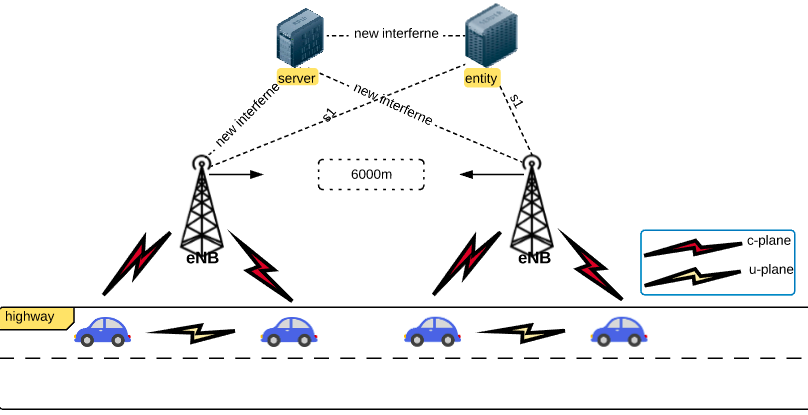 new interferne
server
entity
new interferne
new interferne
s1
s1
6000m
eNB
eNB
c-plane
u-plane
highway